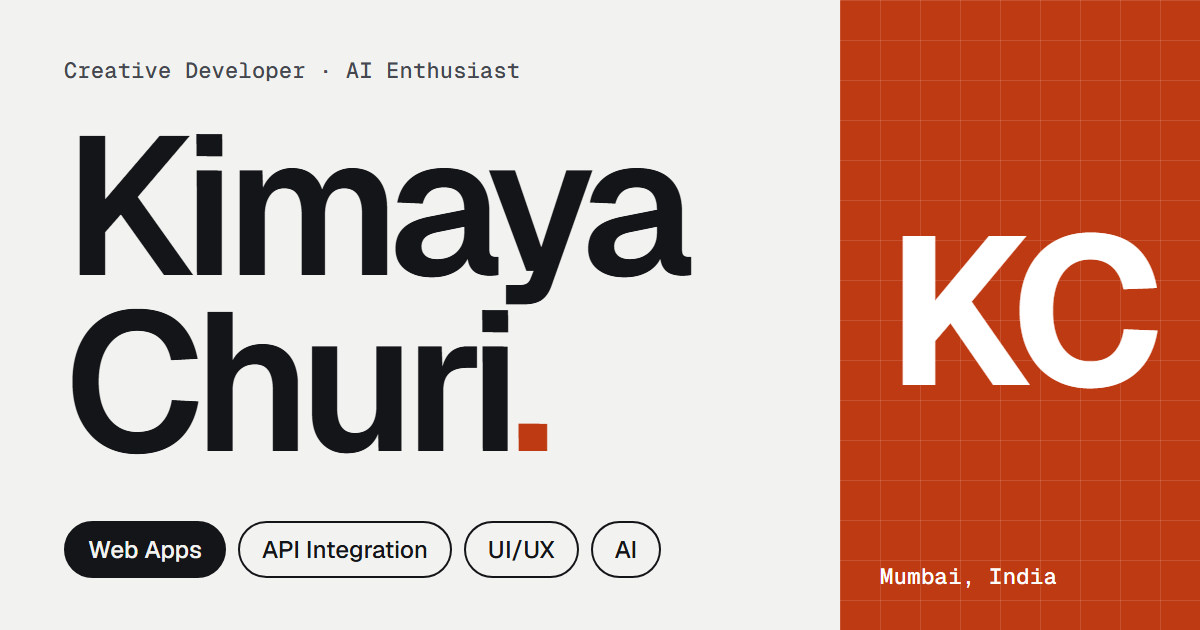 Creative Developer · AI Enthusiast
Kimaya
Churi.
Web Apps
API Integration
UI/UX
AI
KC
Mumbai, India